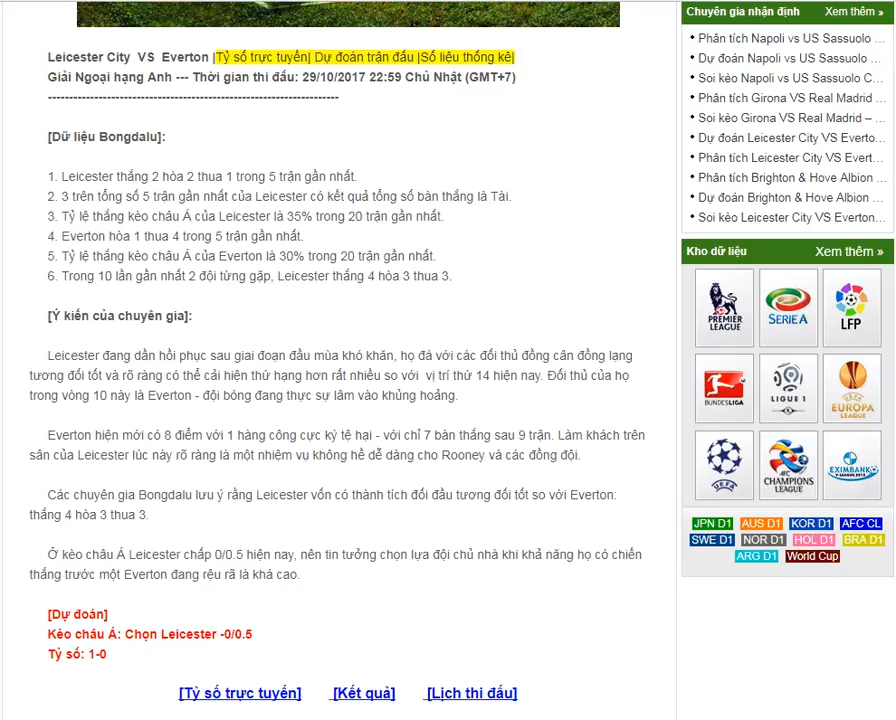 Leicester City VS Everton |Tỷ số trực tuyến| Dự đoán trận đấu |Số liệu thống kê|
Giải Ngoại hạng Anh --- Thời gian thi đấu: 29/10/2017 22:59 Chủ Nhật (GMT+7)
----------------------------------------------------------------------
[Dữ liệu Bongdalu]:
1. Leicester thắng 2 hòa 2 thua 1 trong 5 trận gần nhất.
2. 3 trên tổng số 5 trận gần nhất của Leicester có kết quả tổng số bàn thắng là Tài.
3. Tỷ lệ thắng kèo châu Á của Leicester là 35% trong 20 trận gần nhất.
4. Everton hòa 1 thua 4 trong 5 trận gần nhất.
5. Tỷ lệ thắng kèo châu Á của Everton là 30% trong 20 trận gần nhất.
6. Trong 10 lần gần nhất 2 đội từng gặp, Leicester thắng 4 hòa 3 thua 3.
[Ý kiến của chuyên gia]:
Leicester đang dần hồi phục sau giai đoạn đầu mùa khó khăn, họ đá với các đối thủ đồng cân đồng lạng
tương đối tốt và rõ ràng có thể cải hiện thứ hạng hơn rất nhiều so với vị trí thứ 14 hiện nay. Đối thủ của họ
trong vòng 10 này là Everton - đội bóng đang thực sự lâm vào khủng hoảng.
Everton hiện mới có 8 điểm với 1 hàng công cực kỳ tê hại - với chỉ 7 bàn thắng sau 9 trận. Làm khách trên
sân của Leicester lúc này rõ ràng là một nhiệm vụ không hề dễ dàng cho Rooney và các đồng đội.
Các chuyên gia Bongdalu lưu ý rằng Leicester vốn có thành tích đối đầu tương đối tốt so với Everton:
thắng 4 hòa 3 thua 3.
Ở kèo châu Á Leicester chấp 0/0.5 hiện nay, nên tin tưởng chọn lựa đội chủ nhà khi khả năng họ có chiến
thắng trước một Everton đang rệu rã là khá cao.
[Dự đoán]
Kèo châu Á: Chọn Leicester -0/0.5
Tỷ số: 1-0
[Tỷ số trực tuyến] [Kết quả] [Lịch thi đấu]
Chuyên gia nhận định Xem thêm »
Phân tích Napoli vs US Sassuolo ...
Dự đoán Napoli vs US Sassuolo ...
Soi kèo Napoli vs US Sassuolo C...
Phân tích Girona VS Real Madrid ...
Soi kèo Girona VS Real Madrid – ...
Dự đoán Leicester City VS Everto...
Phân tích Leicester City VS Evert...
Phân tích Brighton & Hove Albion ...
Dự đoán Brighton & Hove Albion ...
Soi kèo Leicester City VS Everton...
Kho dữ liệu Xem thêm »
PREMIER LEAGUE
SERIE A
LFP
BUNDESLIGA
LIGUE 1
UEFA EUROPA LEAGUE
UEFA
AFC CHAMPIONS LEAGUE
EXIMBANK
JPN D1 AUS D1 KOR D1 AFC CL
SWE D1 NOR D1 HOL D1 BRA D1
ARG D1 World Cup